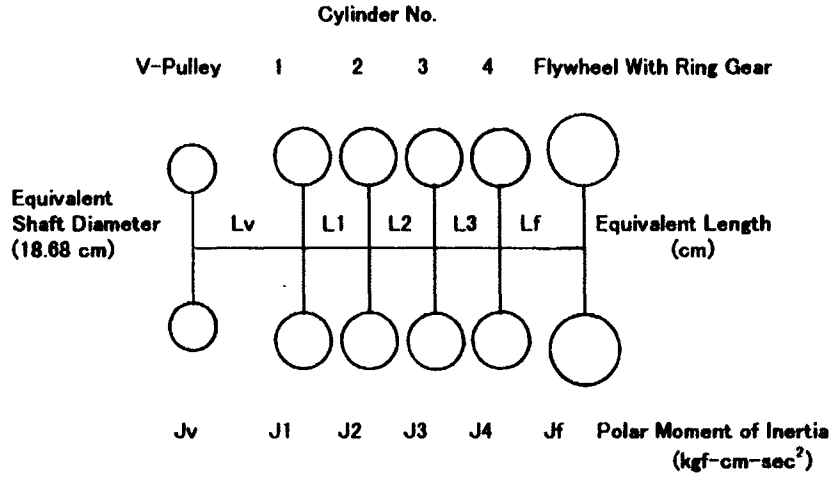 Cylinder No.
V-Pulley 1 2 3 4 Flywheel With Ring Gear
Equivalent
Shaft Diameter
(18.68 cm)
Lv L1 L2 L3 Lf
Equivalent Length
(cm)
Jv J1 J2 J3 J4 Jf Polar Moment of Inertia
(kgf-cm-sec²)